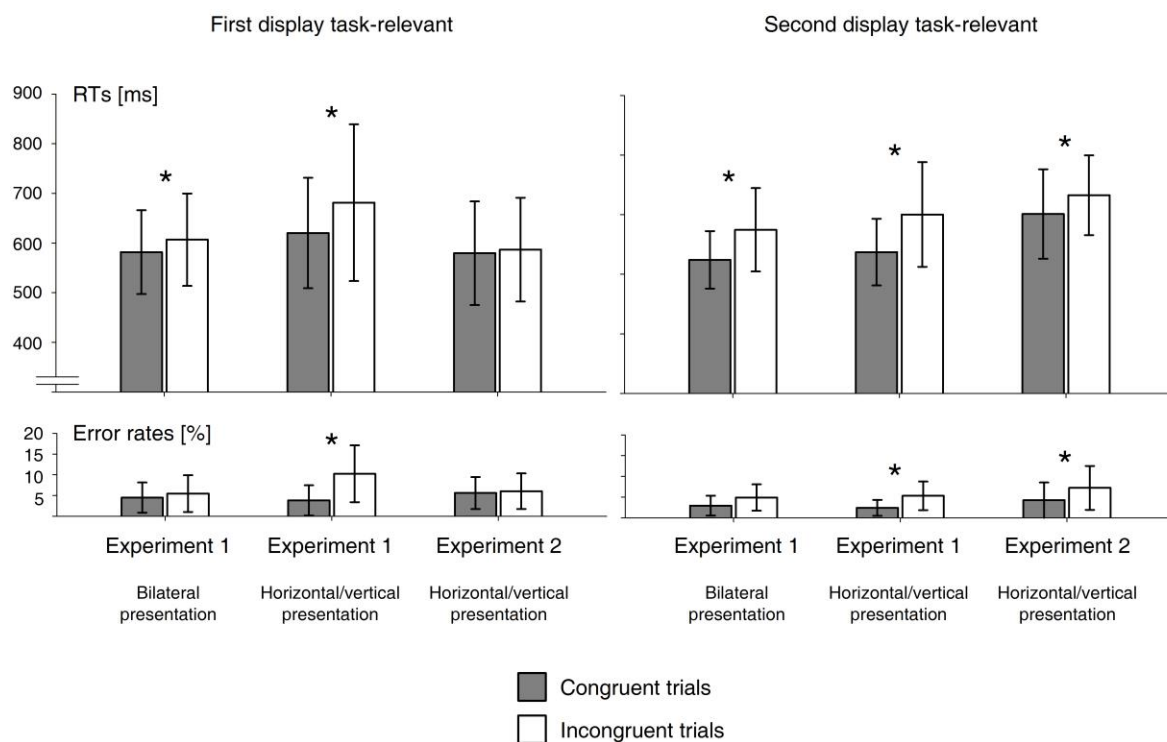 First display task-relevant
Second display task-relevant
RTs [ms]
900
800
700
600
500
400
*
*
*
*
*
Error rates [%]
20
15
10
5
*
*
*
Experiment 1
Experiment 1
Experiment 2
Experiment 1
Experiment 1
Experiment 2
Bilateral
presentation
Horizontal/vertical
presentation
Horizontal/vertical
presentation
Bilateral
presentation
Horizontal/vertical
presentation
Horizontal/vertical
presentation
Congruent trials
Incongruent trials